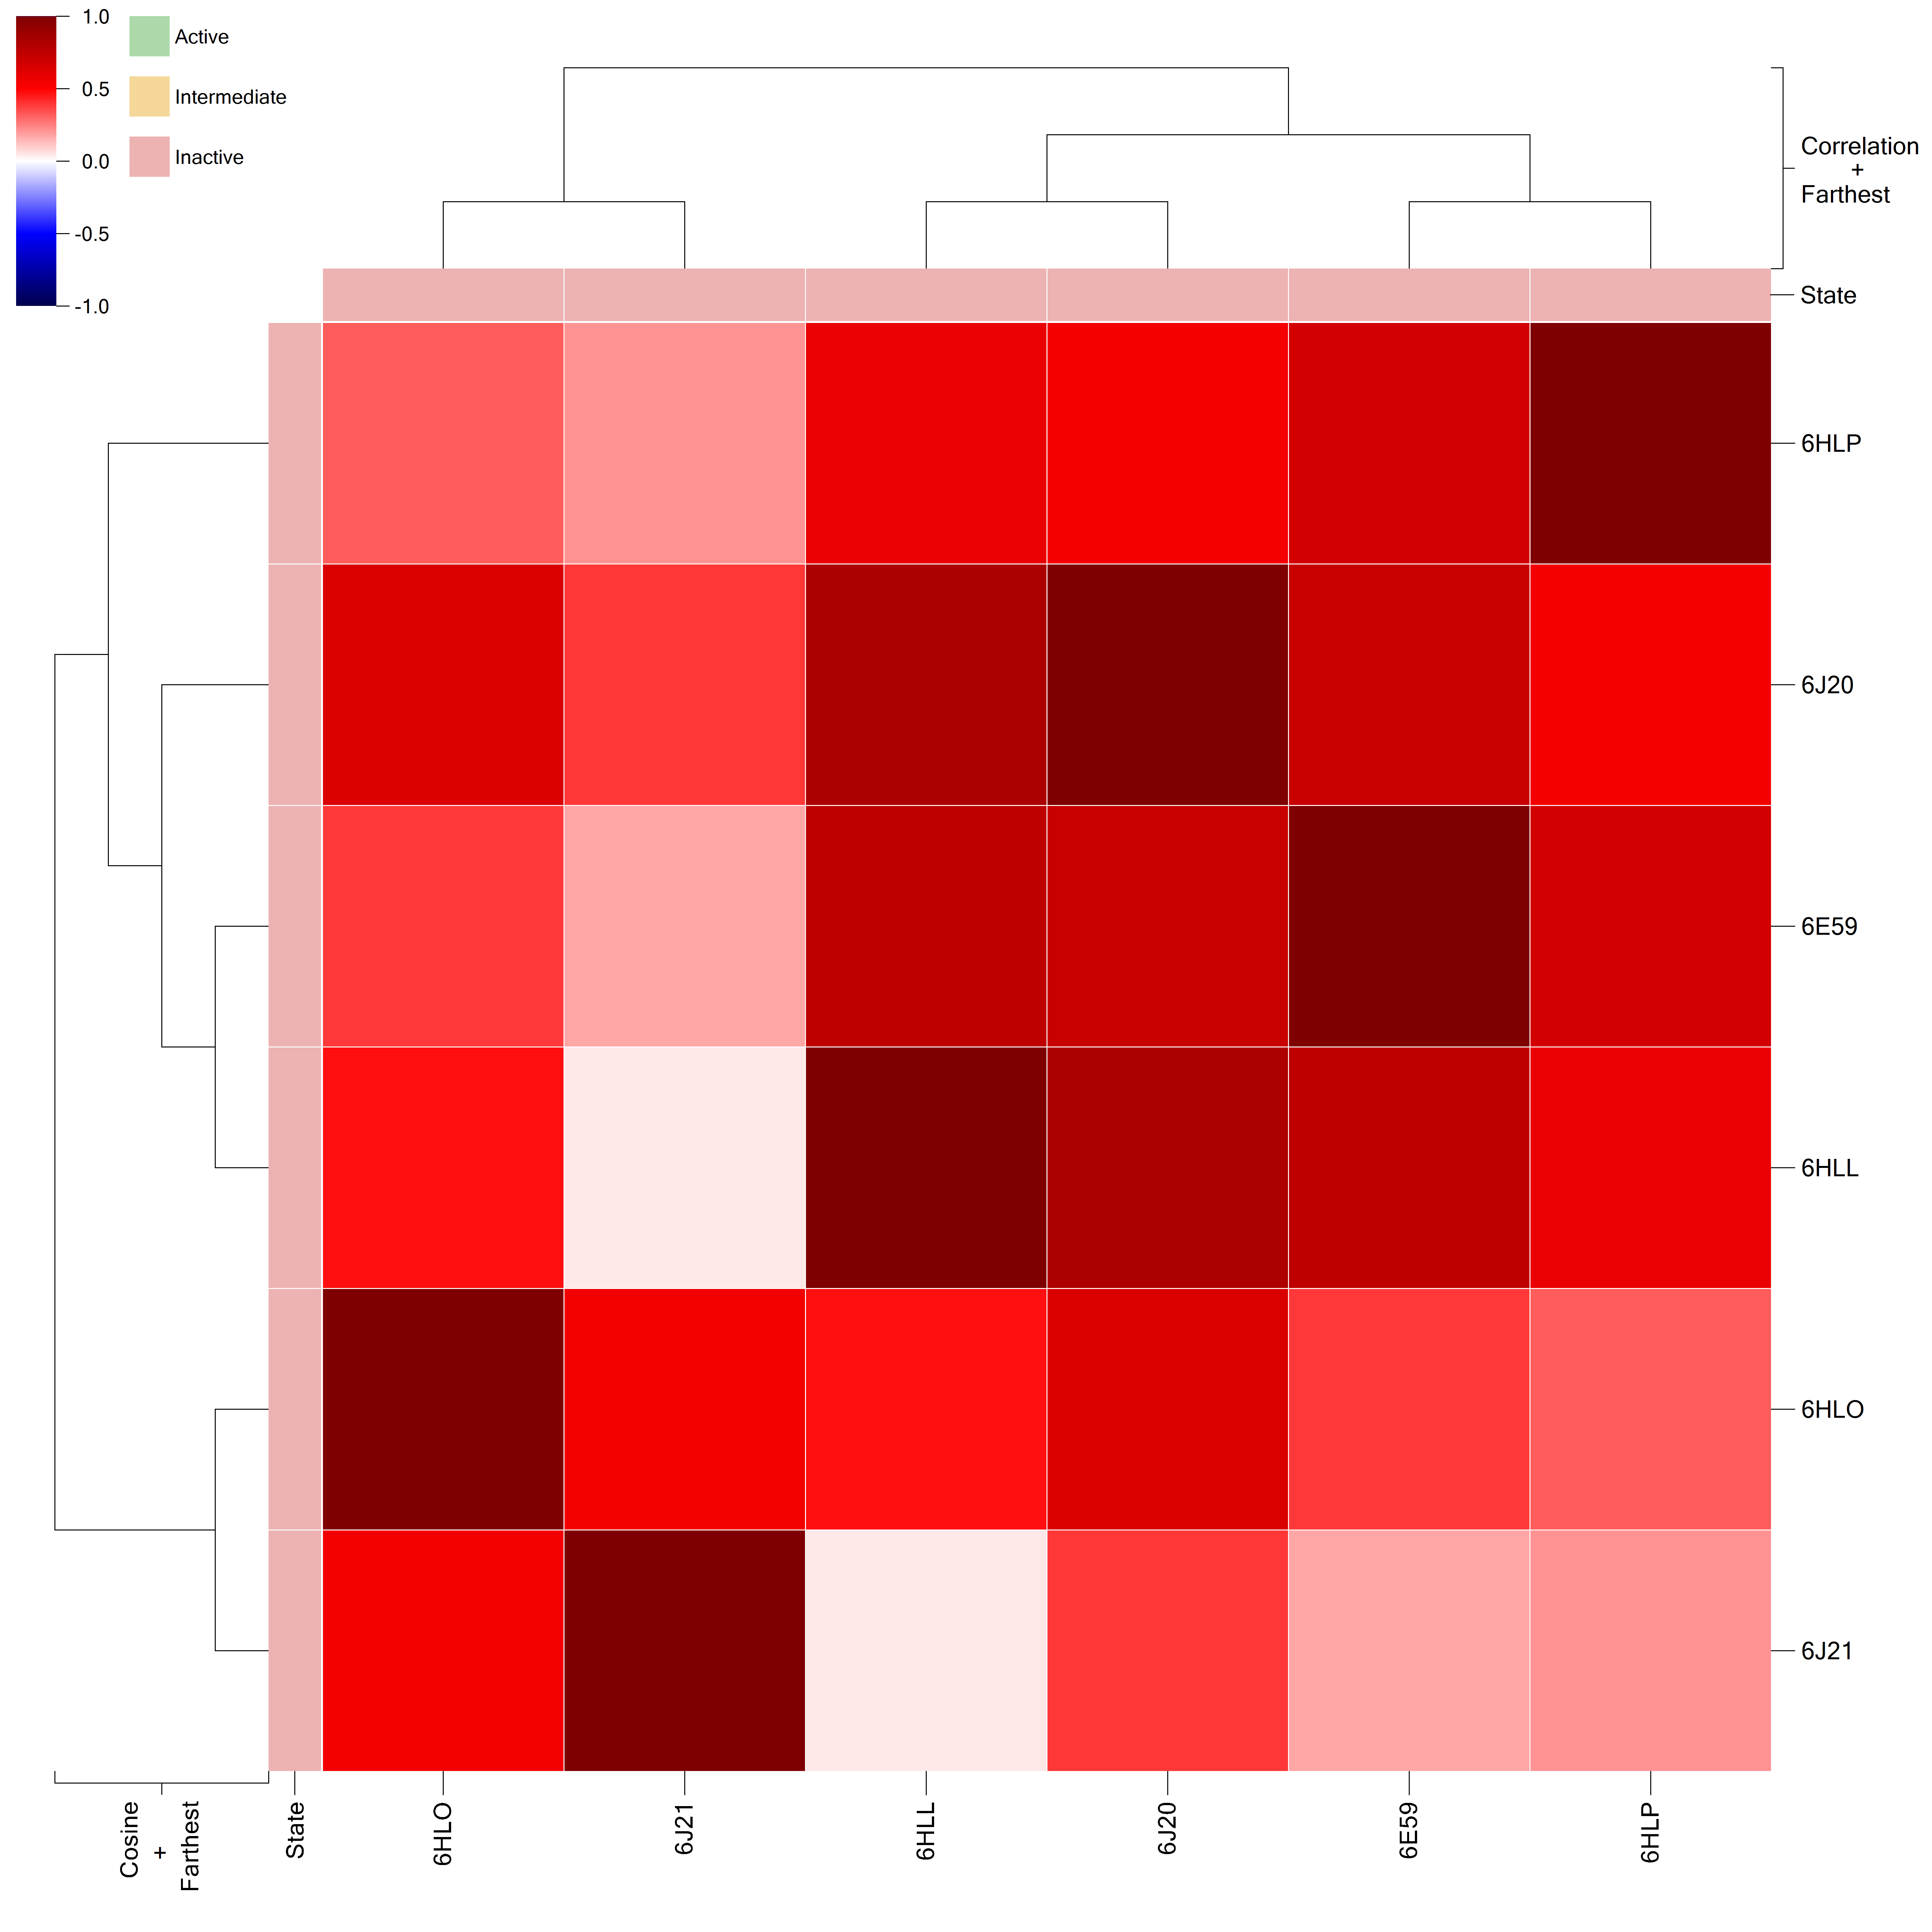 1.0
0.5
0.0
-0.5
-1.0
Active
Intermediate
Inactive
Correlation
+
Farthest
State
6HLP
6J20
6E59
6HLL
6HLO
6J21
Cosine
+
Farthest
State
6HLO
6J21
6HLL
6J20
6E59
6HLP